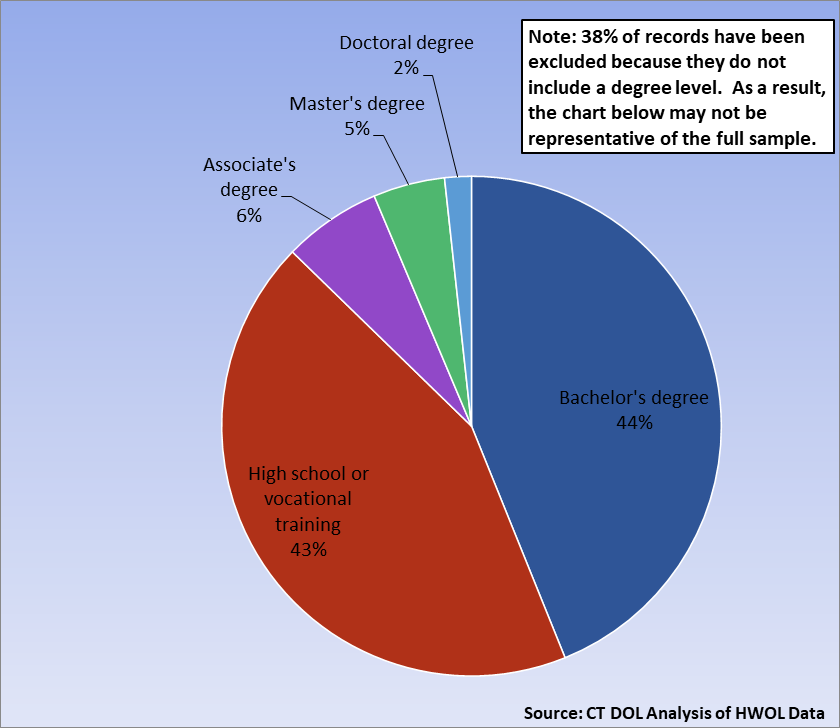 Note: 38% of records have been
excluded because they do not
include a degree level.  As a result,
the chart below may not be
representative of the full sample.
Doctoral degree
2%
Master's degree
5%
Associate's
degree
6%
Bachelor's degree
44%
High school or
vocational
training
43%
Source: CT DOL Analysis of HWOL Data